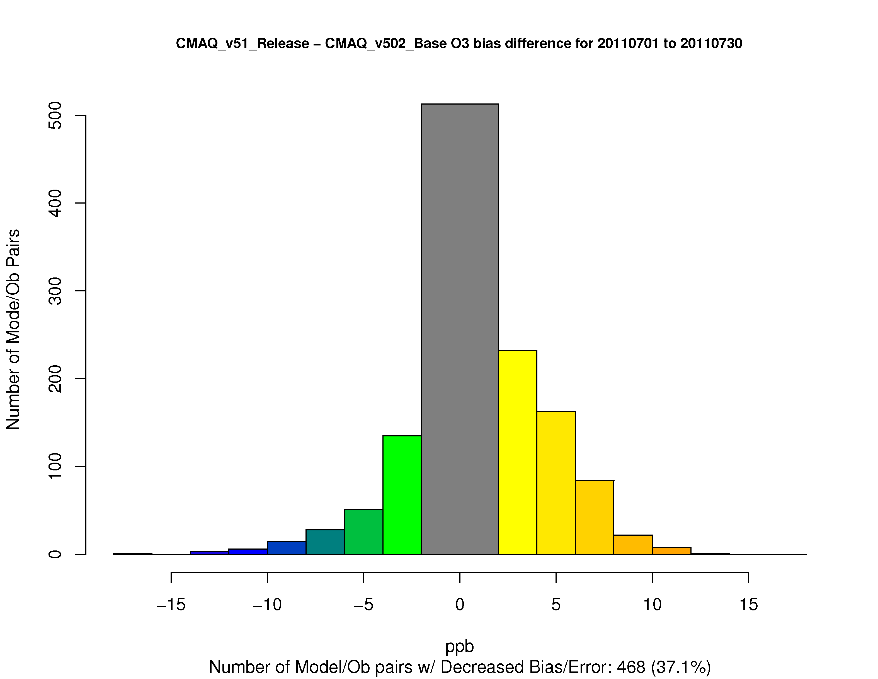 CMAQ_v51_Release − CMAQ_v502_Base O3 bias difference for 20110701 to 20110730
Number of Mode/Ob Pairs
500
400
300
200
100
0
−15 −10 −5 0 5 10 15
ppb
Number of Model/Ob pairs w/ Decreased Bias/Error: 468 (37.1%)